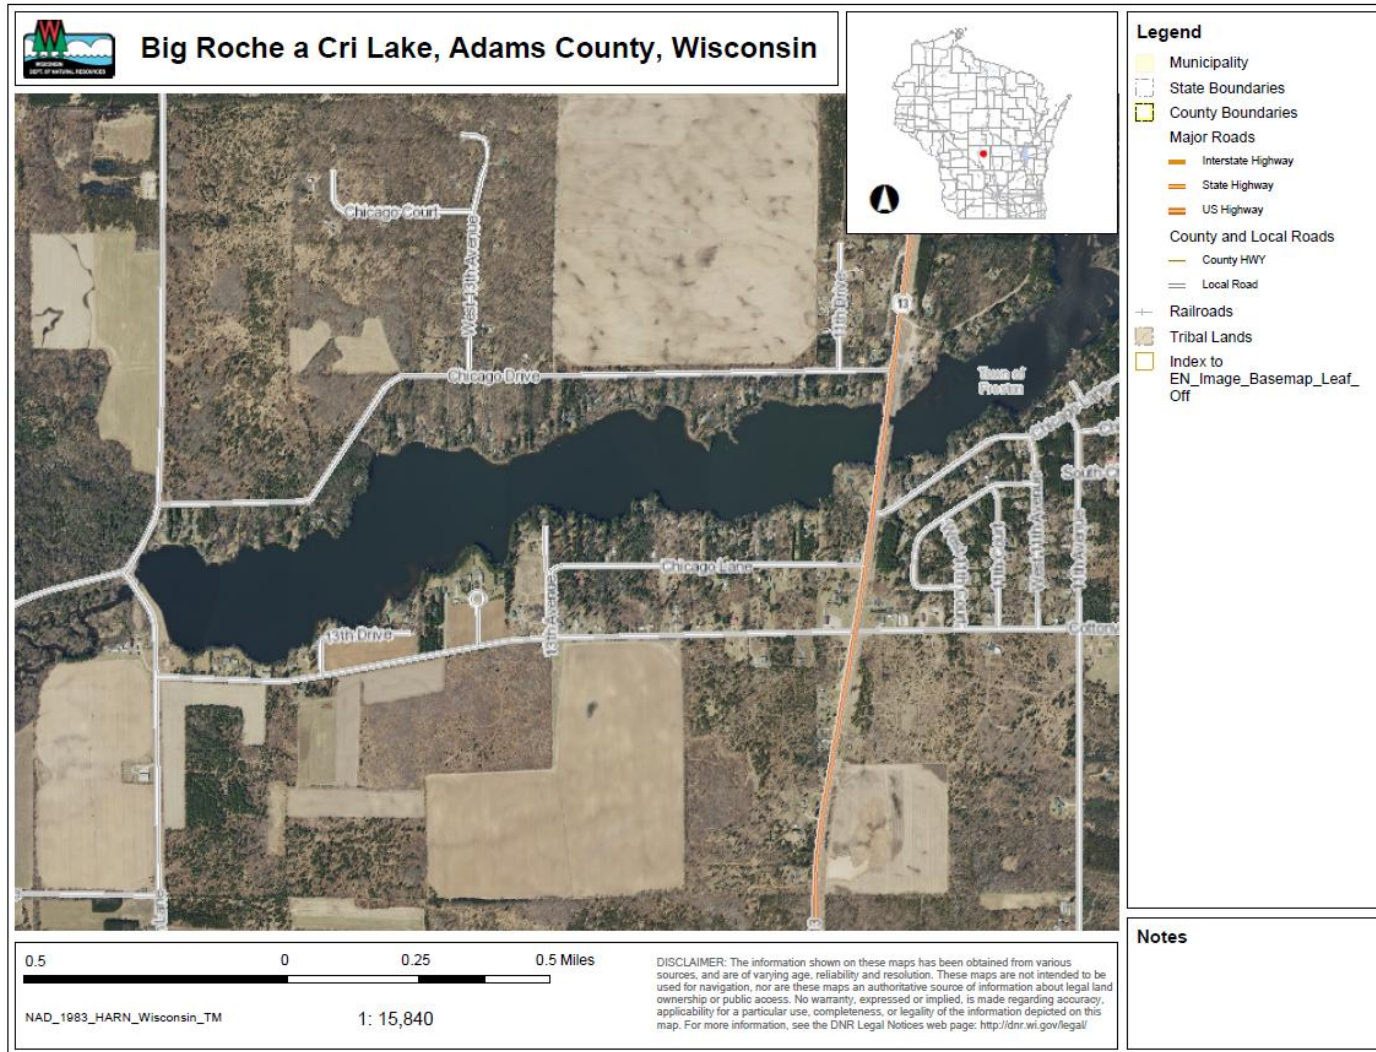 WISCONSIN
DEPT. OF NATURAL RESOURCES
Big Roche a Cri Lake, Adams County, Wisconsin
Legend
Municipality
State Boundaries
County Boundaries
Major Roads
Interstate Highway
State Highway
US Highway
County and Local Roads
County HWY
Local Road
Railroads
Tribal Lands
Index to
EN_Image_Basemap_Leaf_
Off
Chicago Court
West 13th Avenue
11th Drive
13
Chicago Drive
Town of
Preston
South C
11th Court
West 11th Avenue
11th Avenue
Chicago Lane
13th Avenue
13th Drive
Cottonv
Lane
13
Notes
0.5
0
0.25
0.5 Miles
NAD_1983_HARN_Wisconsin_TM
1: 15,840
DISCLAIMER: The information shown on these maps has been obtained from various
sources, and are of varying age, reliability and resolution. These maps are not intended to be
used for navigation, nor are these maps an authoritative source of information about legal land
ownership or public access. No warranty, expressed or implied, is made regarding accuracy,
applicability for a particular use, completeness, or legality of the information depicted on this
map. For more information, see the DNR Legal Notices web page: http://dnr.wi.gov/legal/